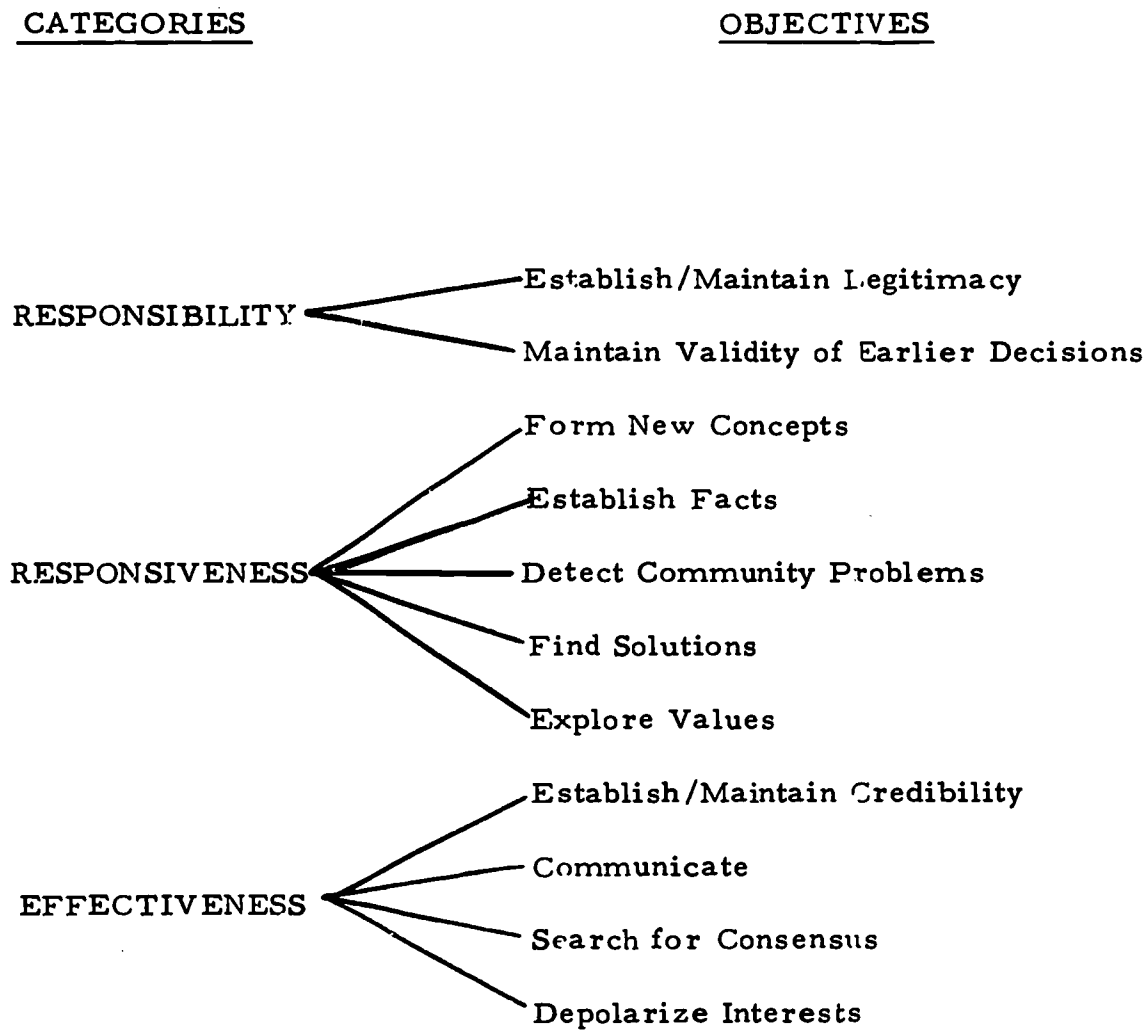 CATEGORIES
OBJECTIVES
RESPONSIBILITY
Establish/Maintain Legitimacy
Maintain Validity of Earlier Decisions
RESPONSIVENESS
Form New Concepts
Establish Facts
Detect Community Problems
Find Solutions
Explore Values
EFFECTIVENESS
Establish/Maintain Credibility
Communicate
Search for Consensus
Depolarize Interests